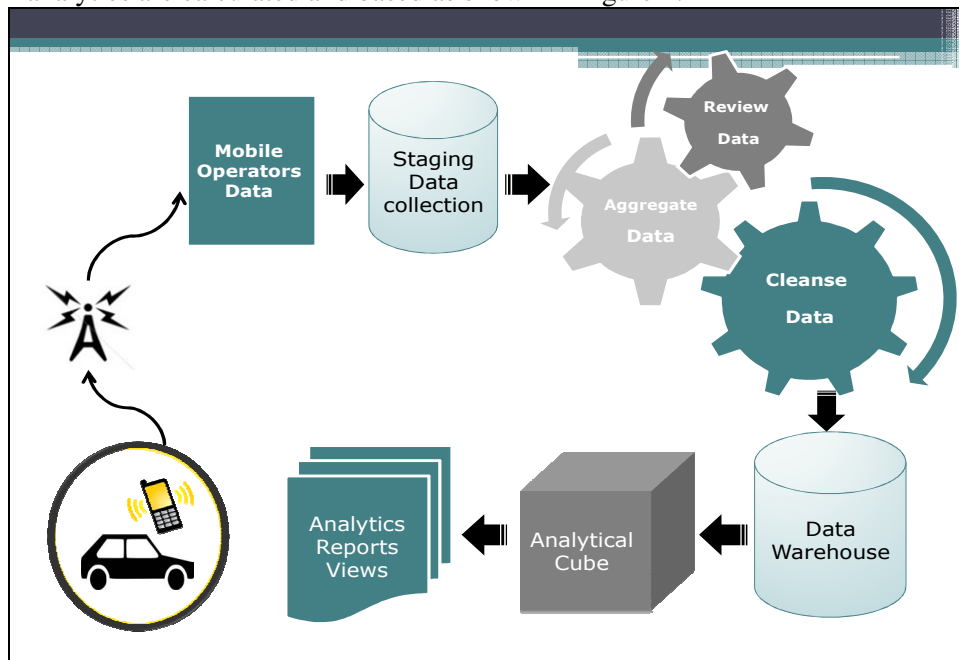 Mobile
Operators
Data
Staging
Data
collection
Review
Data
Aggregate
Data
Cleanse
Data
Data
Warehouse
Analytical
Cube
Analytics
Reports
Views